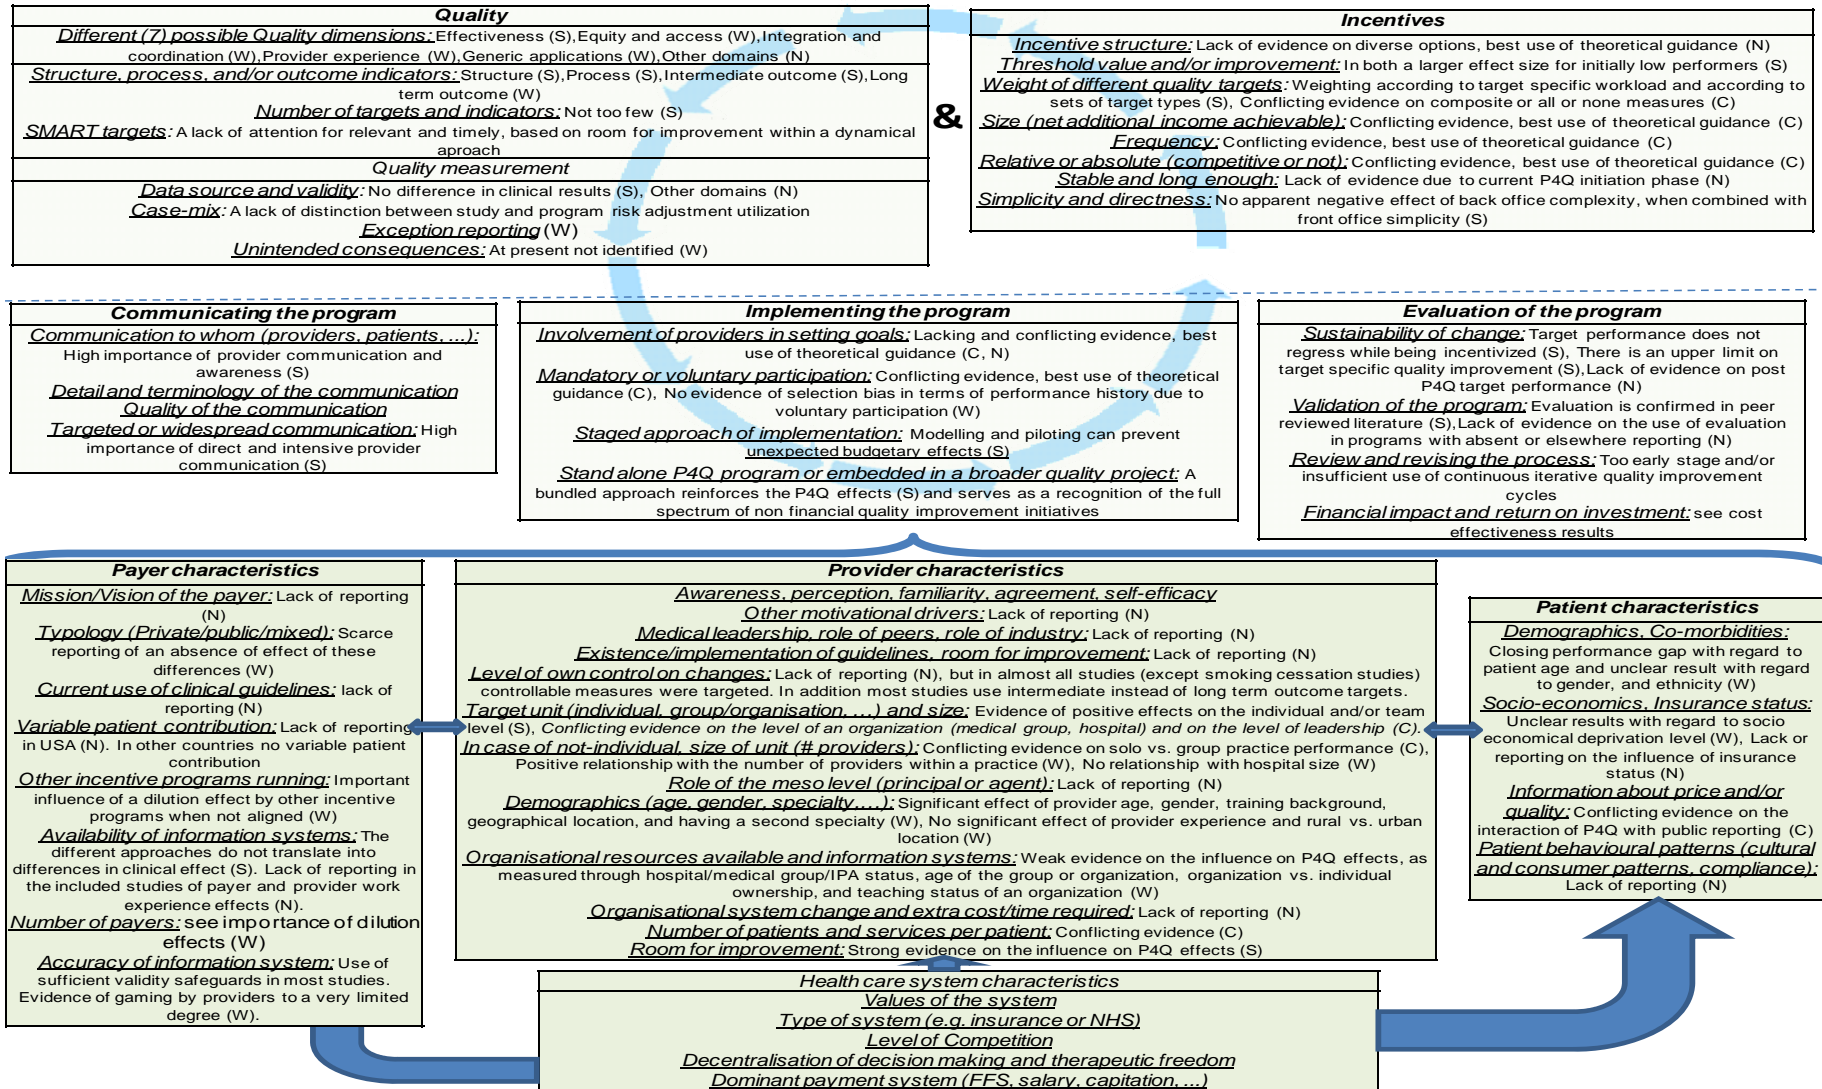 Quality
Different (7) possible Quality dimensions: Effectiveness (S), Equity and access (W), Integration and
coordination (W), Provider experience (W), Generic applications (W), Other domains (N)
Structure, process, and/or outcome indicators: Structure (S), Process (S), Intermediate outcome (S), Long
term outcome (W)
Number of targets and indicators: Not too few (S)
SMART targets: A lack of attention for relevant and timely, based on room for improvement within a dynamical
aproach
Quality measurement
Data source and validity: No difference in clinical results (S), Other domains (N)
Case-mix: A lack of distinction between study and program risk adjustment utilization
Exception reporting (W)
Unintended consequences: At present not identified (W)
&
Incentives
Incentive structure: Lack of evidence on diverse options, best use of theoretical guidance (N)
Threshold value and/or improvement: In both a larger effect size for initially low performers (S)
Weight of different quality targets: Weighting according to target specific workload and according to
sets of target types (S), Conflicting evidence on composite or all or none measures (C)
Size (net additional income achievable): Conflicting evidence, best use of theoretical guidance (C)
Frequency: Conflicting evidence, best use of theoretical guidance (C)
Relative or absolute (competitive or not): Conflicting evidence, best use of theoretical guidance (C)
Stable and long enough: Lack of evidence due to current P4Q initiation phase (N)
Simplicity and directness: No apparent negative effect of back office complexity, when combined with
front office simplicity (S)
Communicating the program
Communication to whom (providers, patients, ...):
High importance of provider communication and
awareness (S)
Detail and terminology of the communication
Quality of the communication
Targeted or widespread communication: High
importance of direct and intensive provider
communication (S)
Implementing the program
Involvement of providers in setting goals: Lacking and conflicting evidence, best
use of theoretical guidance (C, N)
Mandatory or voluntary participation: Conflicting evidence, best use of theoretical
guidance (C), No evidence of selection bias in terms of performance history due to
voluntary participation (W)
Staged approach of implementation: Modelling and piloting can prevent
unexpected budgetary effects (S)
Stand alone P4Q program or embedded in a broader quality project: A
bundled approach reinforces the P4Q effects (S) and serves as a recognition of the full
spectrum of non financial quality improvement initiatives
Evaluation of the program
Sustainability of change: Target performance does not
regress while being incentivized (S), There is an upper limit on
target specific quality improvement (S), Lack of evidence on post
P4Q target performance (N)
Validation of the program: Evaluation is confirmed in peer
reviewed literature (S), Lack of evidence on the use of evaluation
in programs with absent or elsewhere reporting (N)
Review and revising the process: Too early stage and/or
insufficient use of continuous iterative quality improvement
cycles
Financial impact and return on investment: see cost
effectiveness results
Payer characteristics
Mission/Vision of the payer: Lack of reporting
(N)
Typology (Private/public/mixed): Scarce
reporting of an absence of effect of these
differences (W)
Current use of clinical guidelines: lack of
reporting (N)
Variable patient contribution: Lack of reporting
in USA (N). In other countries no variable patient
contribution
Other incentive programs running: Important
influence of a dilution effect by other incentive
programs when not aligned (W)
Availability of information systems: The
different approaches do not translate into
differences in clinical effect (S). Lack of reporting in
the included studies of payer and provider work
experience effects (N).
Number of payers: see importance of dilution
effects (W)
Accuracy of information system: Use of
sufficient validity safeguards in most studies.
Evidence of gaming by providers to a very limited
degree (W).
Provider characteristics
Awareness, perception, familiarity, agreement, self-efficacy
Other motivational drivers: Lack of reporting (N)
Medical leadership, role of peers, role of industry: Lack of reporting (N)
Existence/implementation of guidelines, room for improvement: Lack of reporting (N)
Level of own control on changes: Lack of reporting (N), but in almost all studies (except smoking cessation studies)
controllable measures were targeted. In addition most studies use intermediate instead of long term outcome targets.
Target unit (individual, group/organisation, ...) and size: Evidence of positive effects on the individual and/or team
level (S), Conflicting evidence on the level of an organization (medical group, hospital) and on the level of leadership (C).
In case of not-individual, size of unit (# providers): Conflicting evidence on solo vs. group practice performance (C),
Positive relationship with the number of providers within a practice (W), No relationship with hospital size (W)
Role of the meso level (principal or agent): Lack of reporting (N)
Demographics (age, gender, specialty,...): Significant effect of provider age, gender, training background,
geographical location, and having a second specialty (W), No significant effect of provider experience and rural vs. urban
location (W)
Organisational resources available and information systems: Weak evidence on the influence on P4Q effects, as
measured through hospital/medical group/IPA status, age of the group or organization, organization vs. individual
ownership, and teaching status of an organization (W)
Organisational system change and extra cost/time required: Lack of reporting (N)
Number of patients and services per patient: Conflicting evidence (C)
Room for improvement: Strong evidence on the influence on P4Q effects (S)
Patient characteristics
Demographics, Co-morbidities:
Closing performance gap with regard to
patient age and unclear result with regard
to gender, and ethnicity (W)
Socio-economics, Insurance status:
Unclear results with regard to socio
economical deprivation level (W), Lack or
reporting on the influence of insurance
status (N)
Information about price and/or
quality: Conflicting evidence on the
interaction of P4Q with public reporting (C)
Patient behavioural patterns (cultural
and consumer patterns, compliance):
Lack of reporting (N)
Health care system characteristics
Values of the system
Type of system (e.g. insurance or NHS)
Level of Competition
Decentralisation of decision making and therapeutic freedom
Dominant payment system (FFS, salary, capitation, ...)